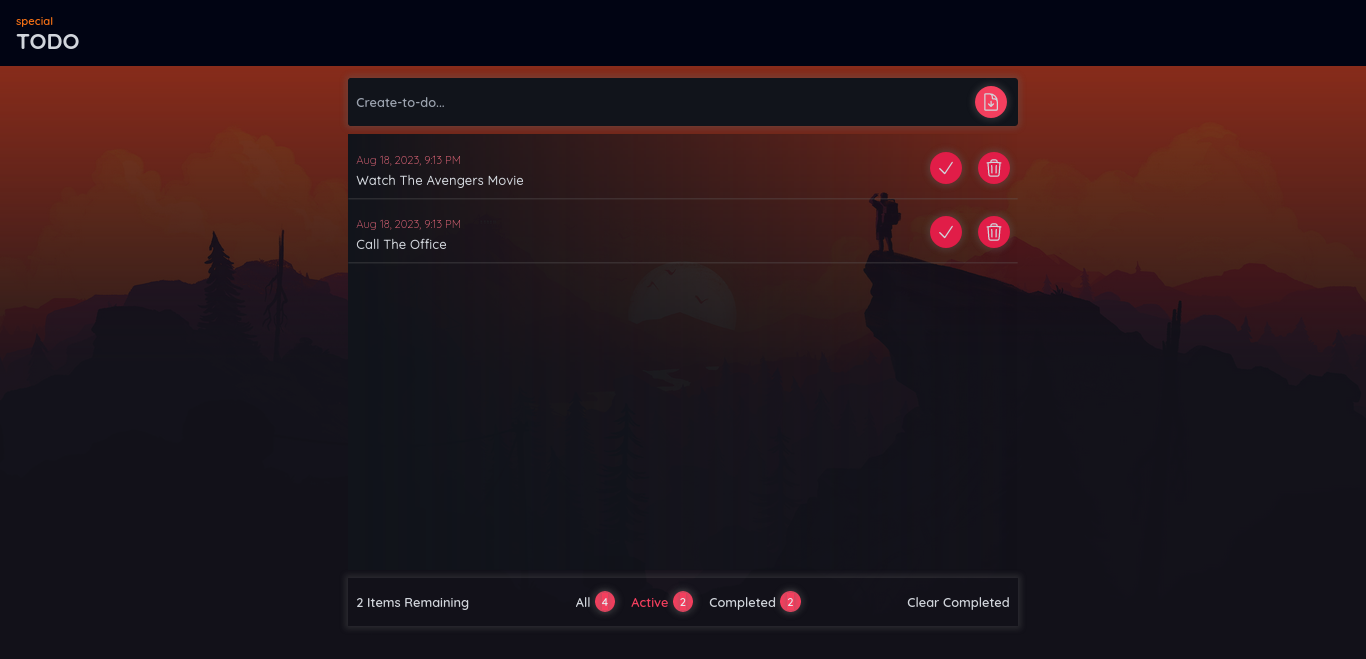 special
TODO
Create-to-do...
Aug 18, 2023, 9:13 PM
Watch The Avengers Movie
Aug 18, 2023, 9:13 PM
Call The Office
2 Items Remaining All 4 Active 2 Completed 2 Clear Completed